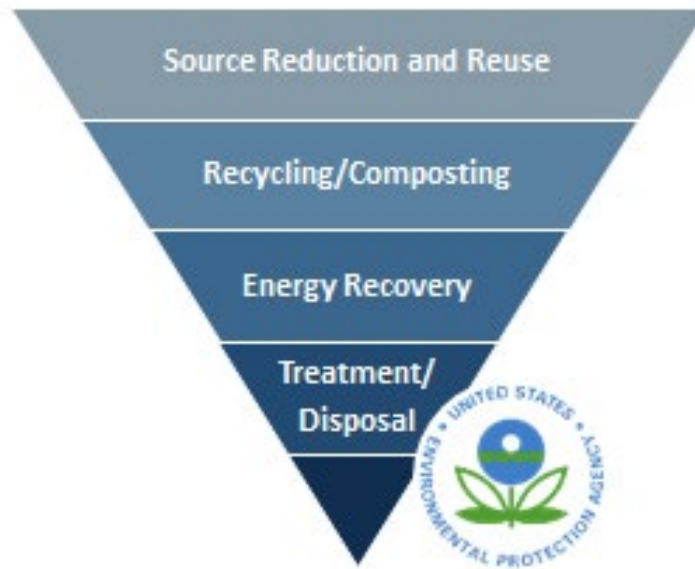 Source Reduction and Reuse
Recycling/Composting
Energy Recovery
Treatment/
Disposal
UNITED STATES
ENVIRONMENTAL PROTECTION AGENCY